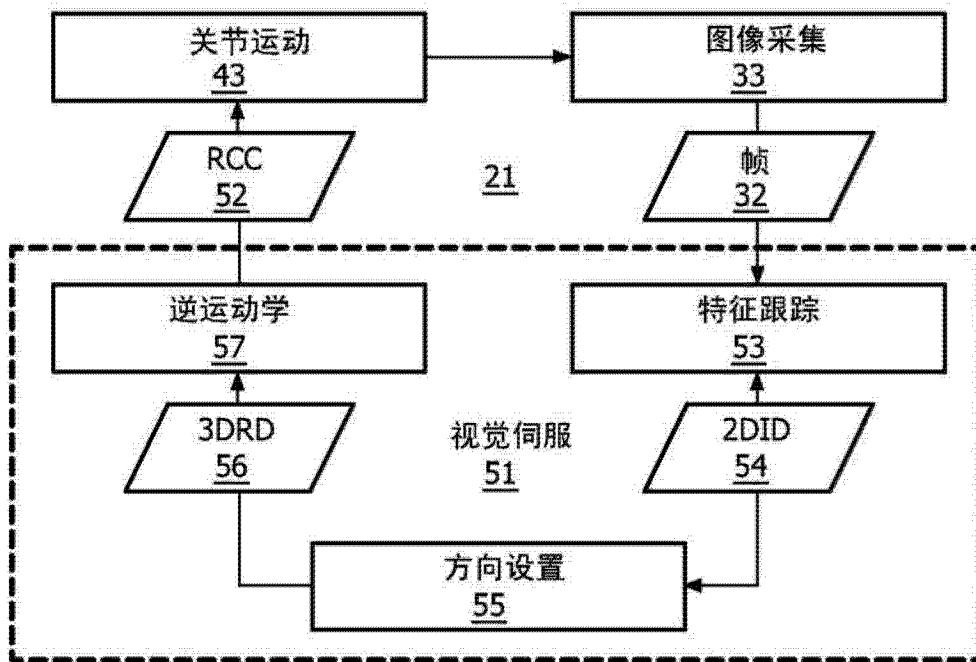 关节运动
43
图像采集
33
RCC
52
21
帧
32
逆运动学
57
特征跟踪
53
3DRD
56
视觉伺服
51
2DID
54
方向设置
55